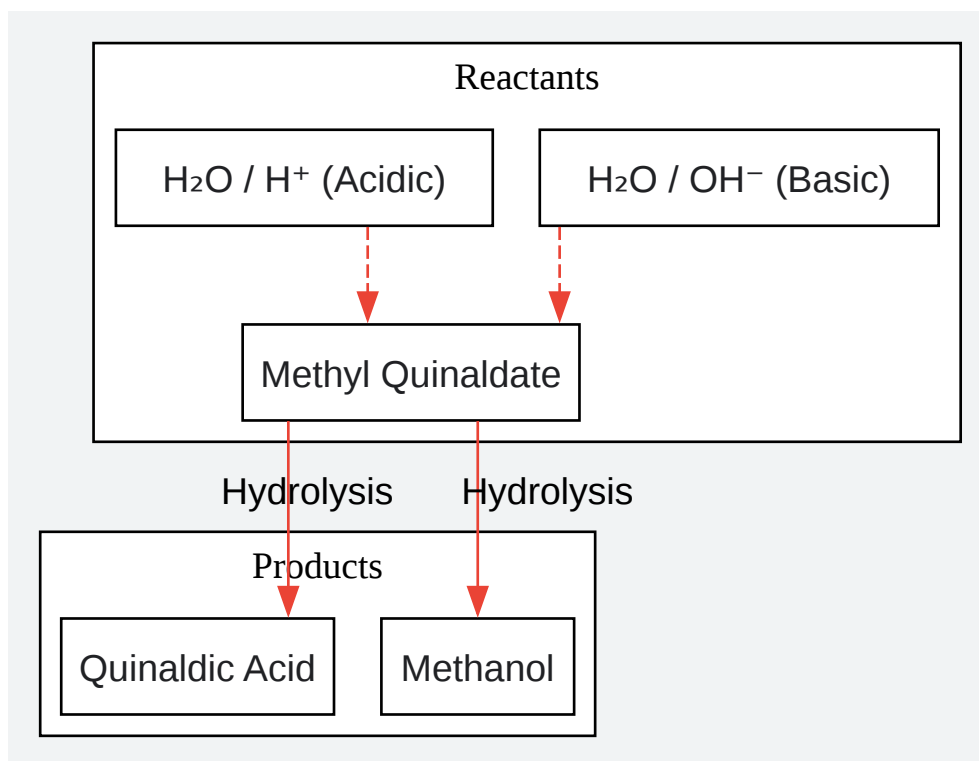 Reactants
H₂O / H⁺ (Acidic)
H₂O / OH⁻ (Basic)
Methyl Quinaldate
Hydrolysis
Hydrolysis
Products
Quinaldic Acid
Methanol